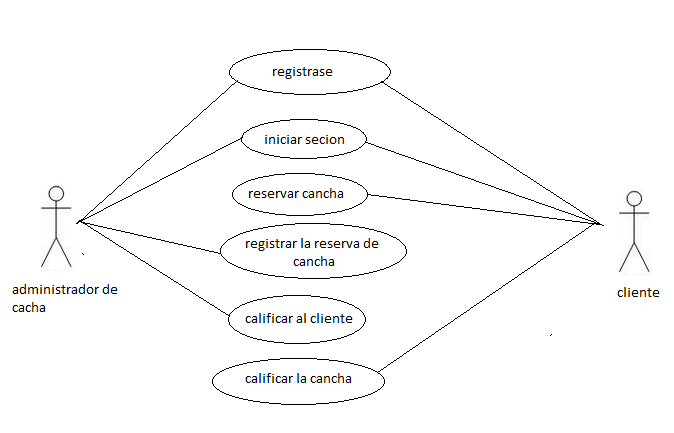 registrase
iniciar secion
reservar cancha
registrar la reserva de
cancha
administrador de
cacha
cliente
calificar al cliente
calificar la cancha